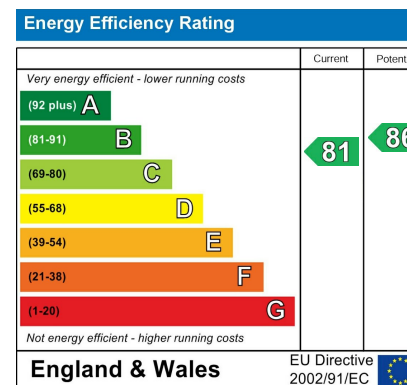 Energy Efficiency Rating
Current
Potent
Very energy efficient - lower running costs
(92 plus) A
(81-91) B
81
86
(69-80) C
(55-68) D
(39-54) E
(21-38) F
(1-20) G
Not energy efficient - higher running costs
England & Wales
EU Directive
2002/91/EC